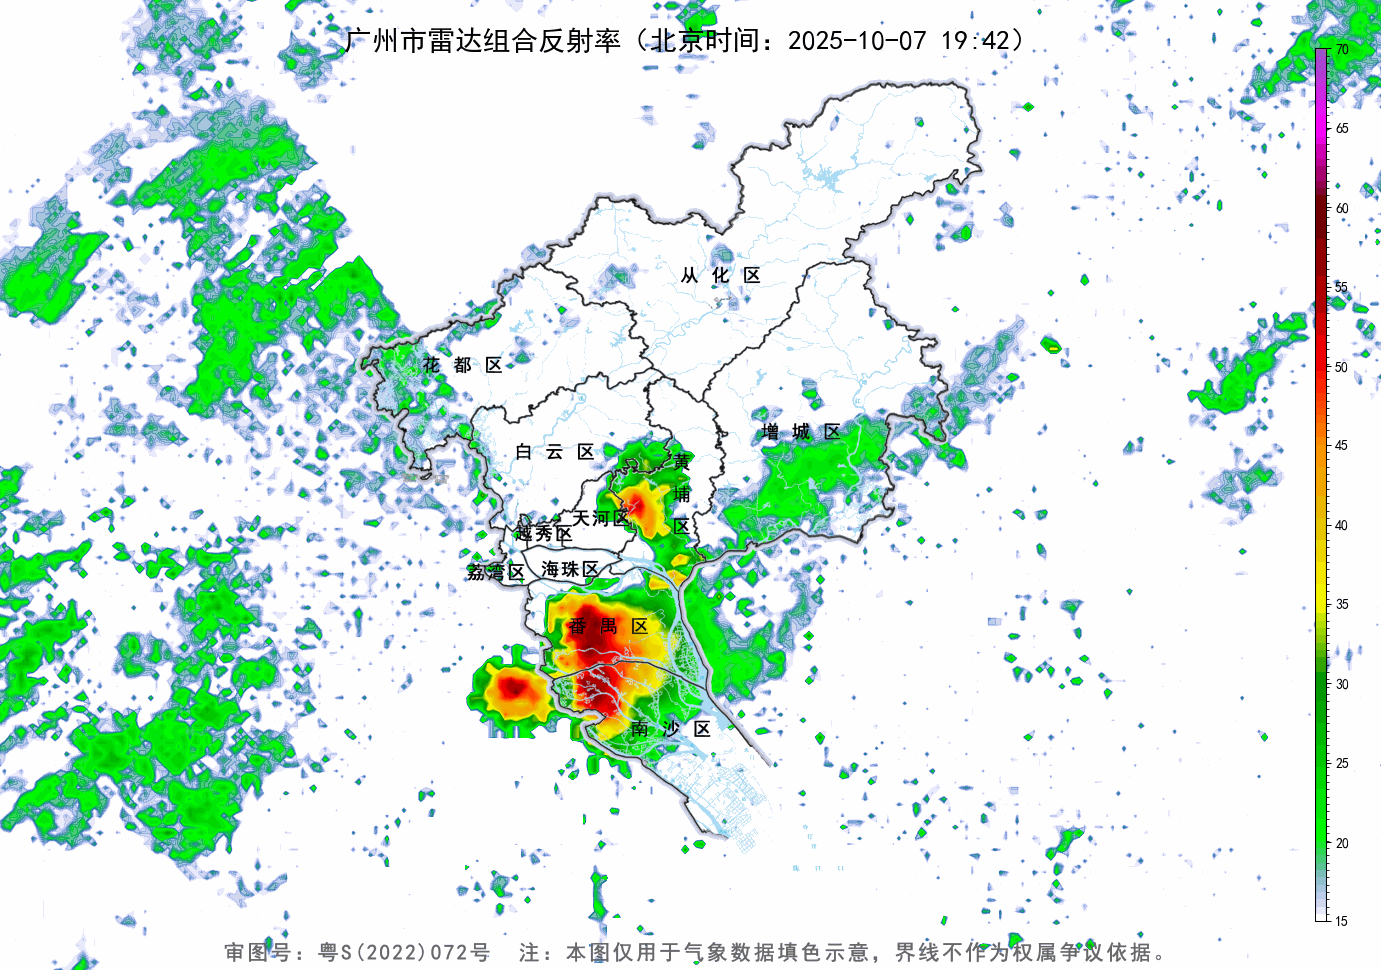 广州市雷达组合反射率（北京时间：2025-10-07 19:42）
70
65
60
55
50
45
40
35
30
25
20
15
从化区
花都区
增城区
白云区
黄埔区
天河区
越秀区
荔湾区
海珠区
番禺区
南沙区
审图号：粤S(2022)072号　注：本图仅用于气象数据填色示意，界线不作为权属争议依据。